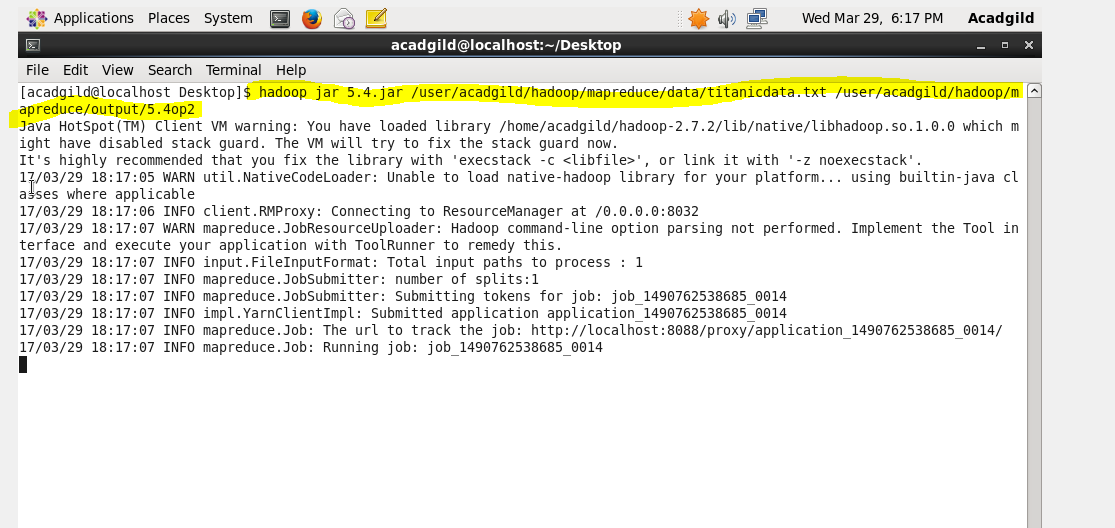 Applications Places System Wed Mar 29, 6:17 PM Acadgild
acadgild@localhost:~/Desktop
File Edit View Search Terminal Help
[acadgild@localhost Desktop]$ hadoop jar 5.4.jar /user/acadgild/hadoop/mapreduce/data/titanicdata.txt /user/acadgild/hadoop/m
apreduce/output/5.4op2
Java HotSpot(TM) Client VM warning: You have loaded library /home/acadgild/hadoop-2.7.2/lib/native/libhadoop.so.1.0.0 which m
ight have disabled stack guard. The VM will try to fix the stack guard now.
It's highly recommended that you fix the library with 'execstack -c <libfile>', or link it with '-z noexecstack'.
17/03/29 18:17:05 WARN util.NativeCodeLoader: Unable to load native-hadoop library for your platform... using builtin-java cl
asses where applicable
17/03/29 18:17:06 INFO client.RMProxy: Connecting to ResourceManager at /0.0.0.0:8032
17/03/29 18:17:07 WARN mapreduce.JobResourceUploader: Hadoop command-line option parsing not performed. Implement the Tool in
terface and execute your application with ToolRunner to remedy this.
17/03/29 18:17:07 INFO input.FileInputFormat: Total input paths to process : 1
17/03/29 18:17:07 INFO mapreduce.JobSubmitter: number of splits:1
17/03/29 18:17:07 INFO mapreduce.JobSubmitter: Submitting tokens for job: job_1490762538685_0014
17/03/29 18:17:07 INFO impl.YarnClientImpl: Submitted application application_1490762538685_0014
17/03/29 18:17:07 INFO mapreduce.Job: The url to track the job: http://localhost:8088/proxy/application_1490762538685_0014/
17/03/29 18:17:07 INFO mapreduce.Job: Running job: job_1490762538685_0014